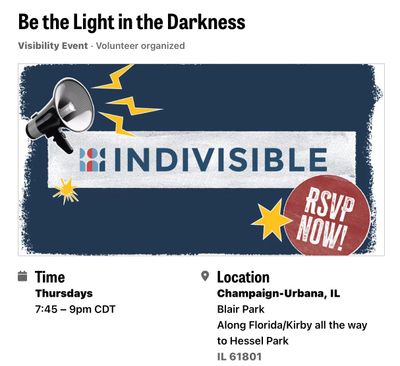 Be the Light in the Darkness
Visibility Event · Volunteer organized
INDIVISIBLE
RSVP
NOW!
Time
Thursdays
7:45 – 9pm CDT
Location
Champaign-Urbana, IL
Blair Park
Along Florida/Kirby all the way
to Hessel Park
IL 61801